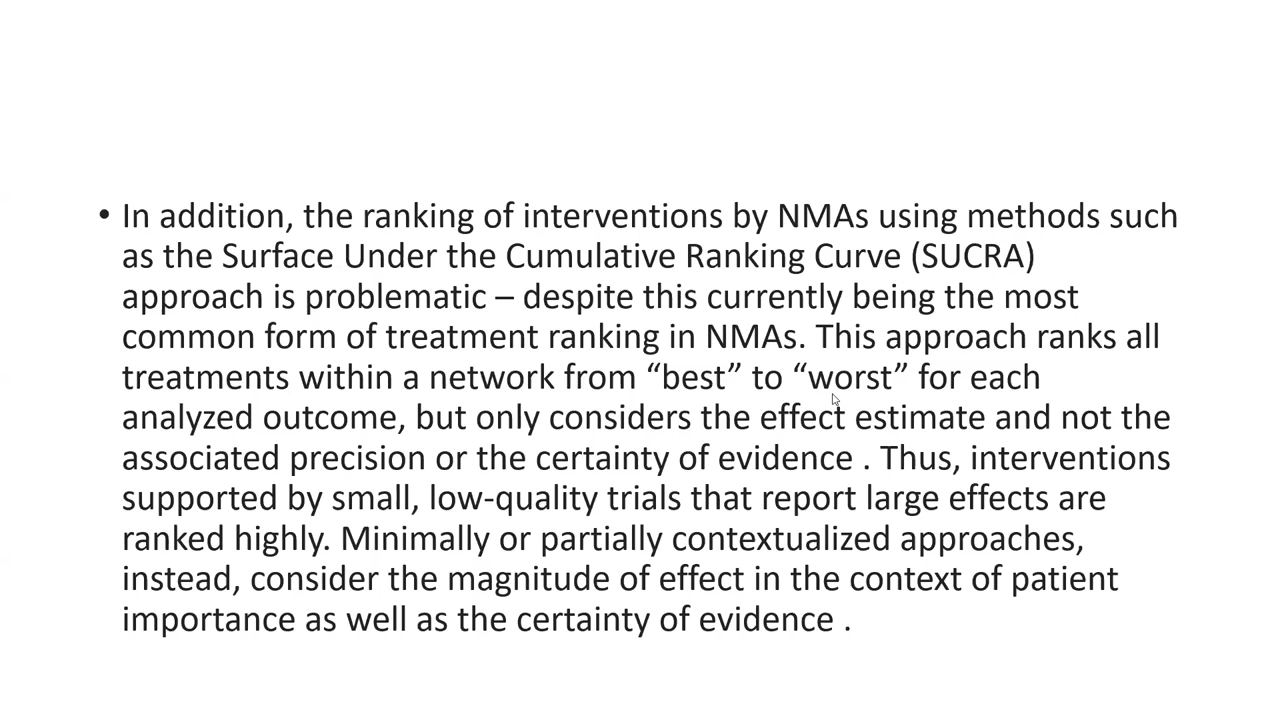 • In addition, the ranking of interventions by NMAs using methods such
as the Surface Under the Cumulative Ranking Curve (SUCRA)
approach is problematic – despite this currently being the most
common form of treatment ranking in NMAs. This approach ranks all
treatments within a network from “best” to “worst” for each
analyzed outcome, but only considers the effect estimate and not the
associated precision or the certainty of evidence . Thus, interventions
supported by small, low-quality trials that report large effects are
ranked highly. Minimally or partially contextualized approaches,
instead, consider the magnitude of effect in the context of patient
importance as well as the certainty of evidence .